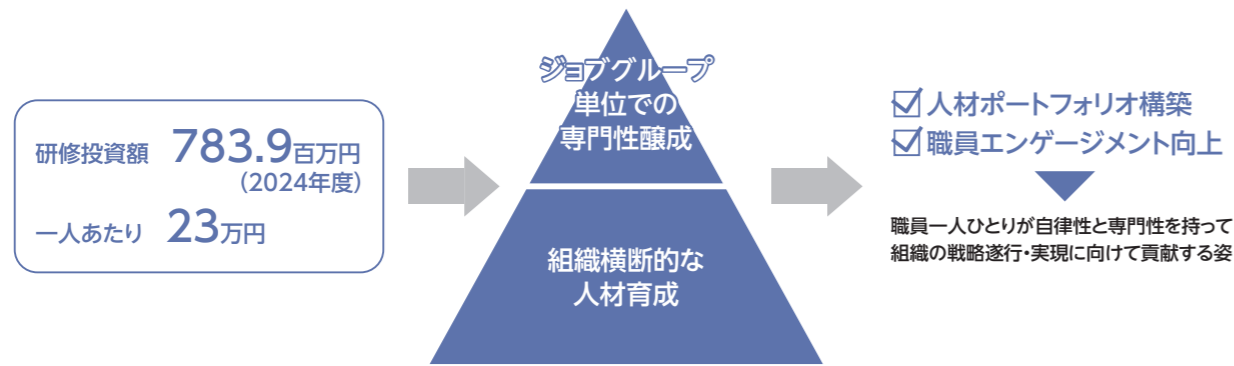 研修投資額 783.9百万円
(2024年度)
一人あたり 23万円
ジョブグループ
単位での
専門性醸成
組織横断的な
人材育成
人材ポートフォリオ構築
職員エンゲージメント向上
職員一人ひとりが自律性と専門性を持って
組織の戦略遂行・実現に向けて貢献する姿